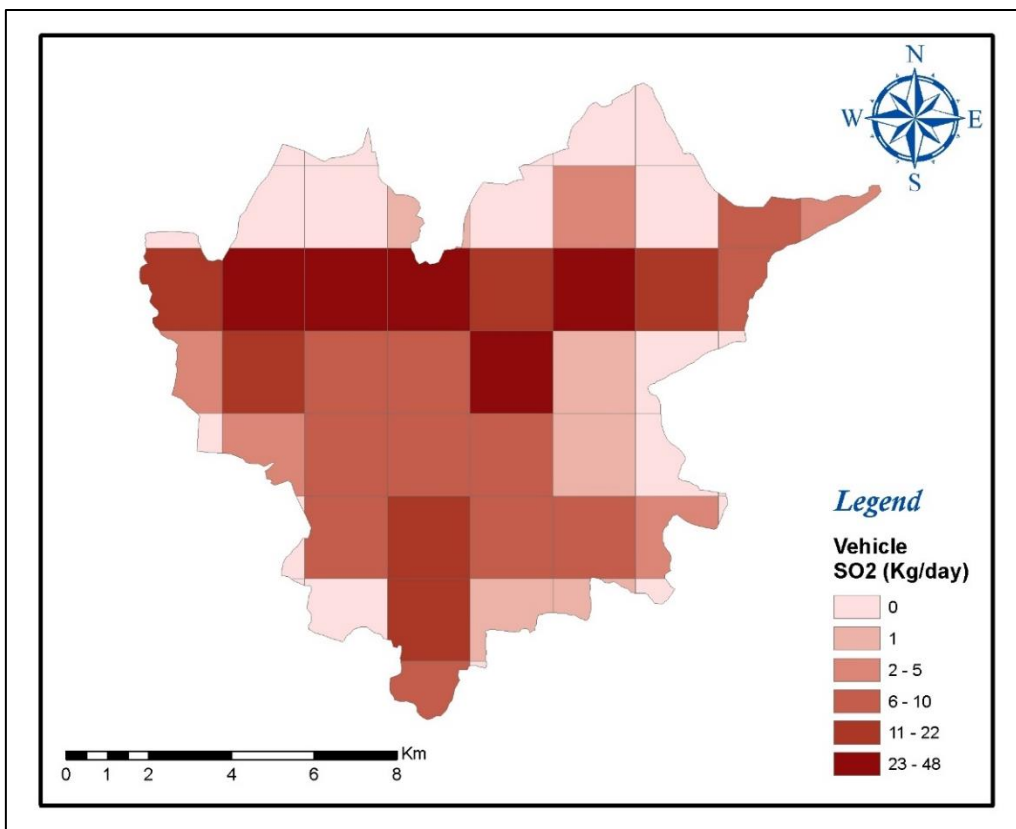 N
W E
S
Legend
Vehicle
SO2 (Kg/day)
0
1
2 - 5
6 - 10
11 - 22
23 - 48
Km
0 1 2 4 6 8